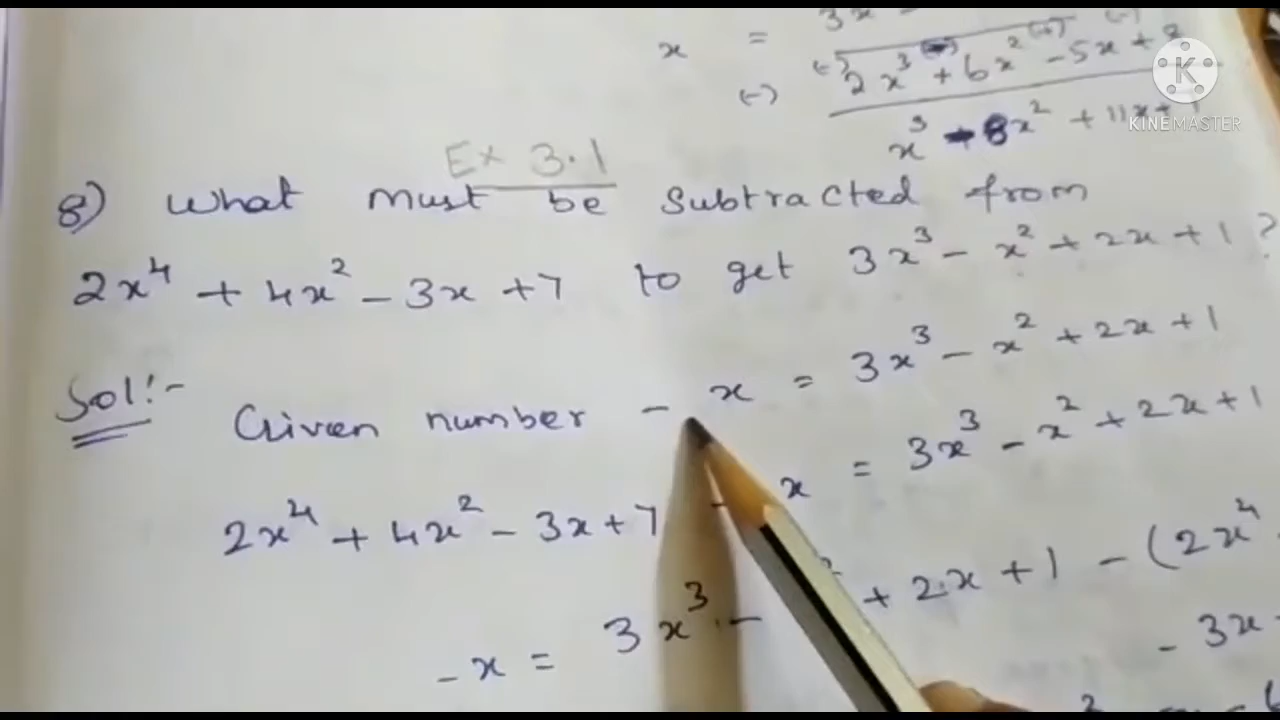 x = 3x
(-) 2x³ + 6x² - 5x + 8
x³ - 8x² + 11x +
KINEMASTER
Ex 3.1
8) What must be subtracted from
2x⁴ + 4x² - 3x + 7 to get 3x³ - x² + 2x + 1 ?
Sol:- Given number - x = 3x³ - x² + 2x + 1
2x⁴ + 4x² - 3x + 7 - x = 3x³ - x² + 2x + 1
-x = 3x³ - ² + 2x + 1 - (2x⁴
- 3x